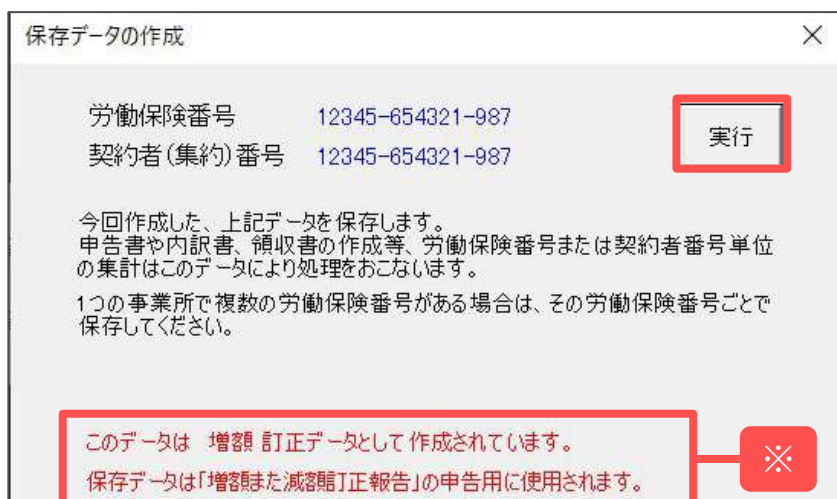 保存データの作成
労働保険番号 12345-654321-987
実行
契約者(集約)番号 12345-654321-987
今回作成した、上記データを保存します。
申告書や内訳書、領収書の作成等、労働保険番号または契約者番号単位
の集計はこのデータにより処理をおこないます。
1つの事業所で複数の労働保険番号がある場合は、その労働保険番号ごとで
保存してください。
このデータは 増額 訂正データとして作成されています。
※
保存データは「増額また減額訂正報告」の申告用に使用されます。